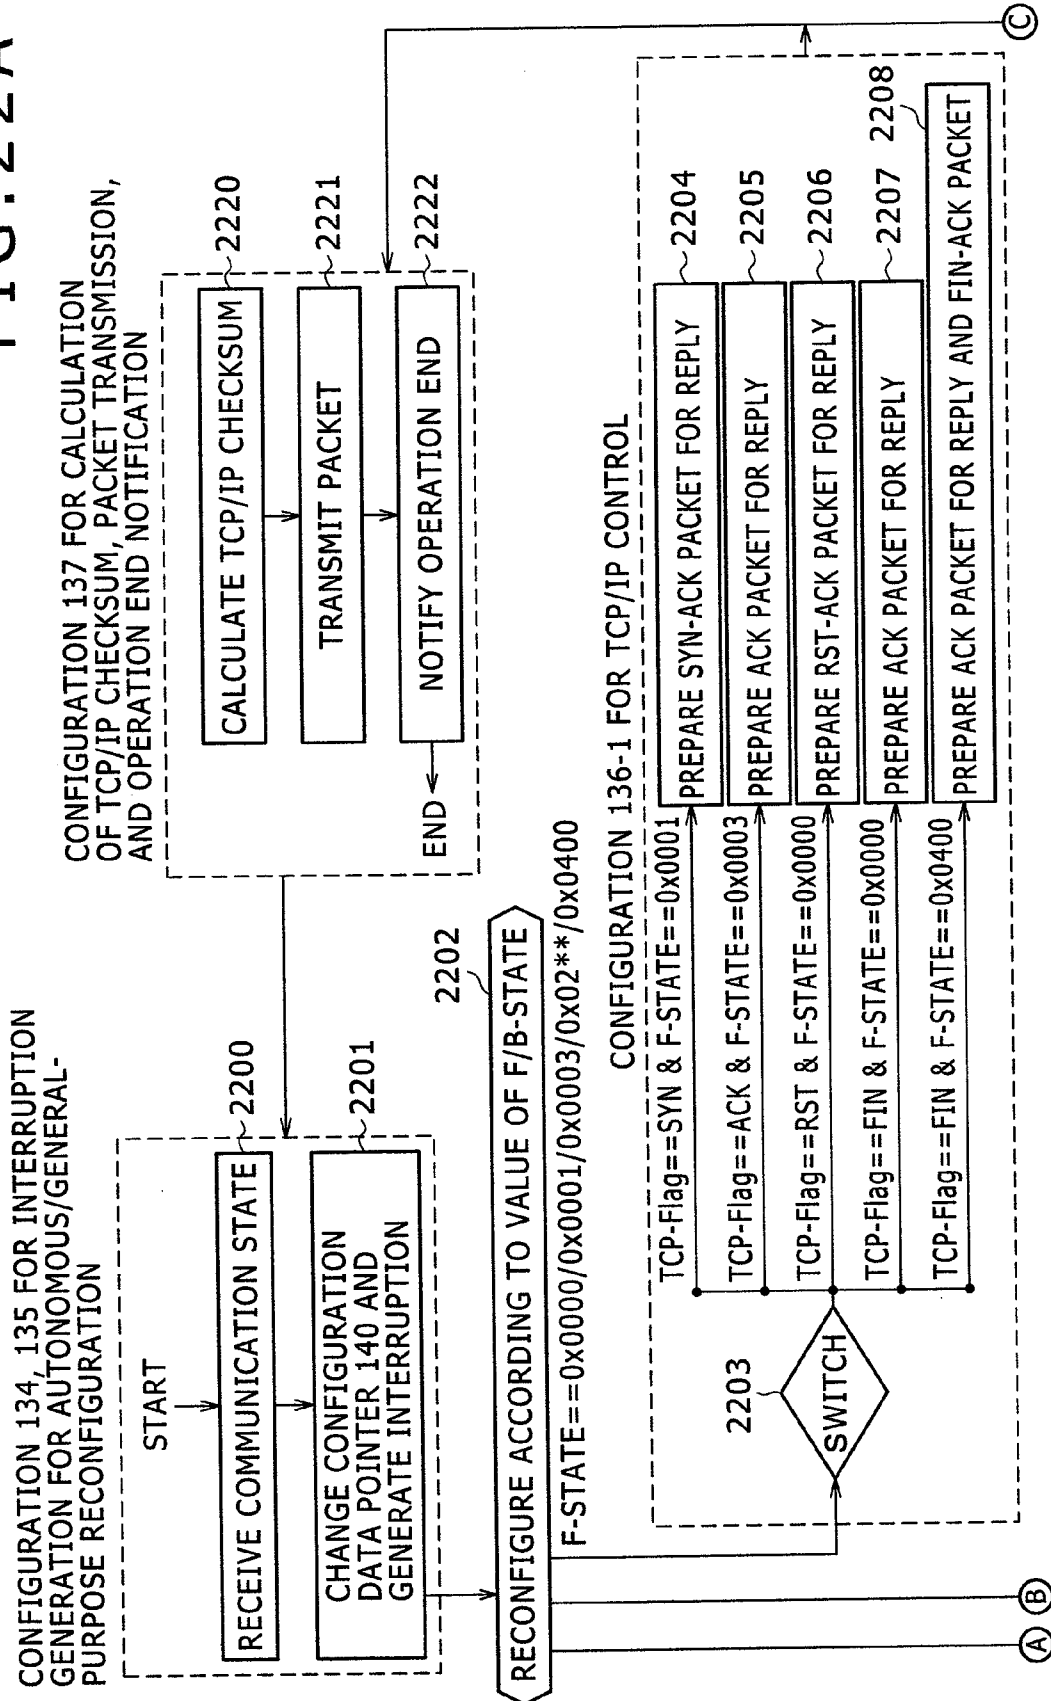 FIG.22A
CONFIGURATION 134, 135 FOR INTERRUPTION
GENERATION FOR AUTONOMOUS/GENERAL-
PURPOSE RECONFIGURATION
START
RECEIVE COMMUNICATION STATE
2200
CHANGE CONFIGURATION
DATA POINTER 140 AND
GENERATE INTERRUPTION
2201
CONFIGURATION 137 FOR CALCULATION
OF TCP/IP CHECKSUM, PACKET TRANSMISSION,
AND OPERATION END NOTIFICATION
CALCULATE TCP/IP CHECKSUM
2220
TRANSMIT PACKET
2221
NOTIFY OPERATION END
2222
END
2202
RECONFIGURE ACCORDING TO VALUE OF F/B-STATE
F-STATE==0x0000/0x0001/0x0003/0x02**/0x0400
CONFIGURATION 136-1 FOR TCP/IP CONTROL
2203
SWITCH
TCP-Flag==SYN & F-STATE==0x0001
PREPARE SYN-ACK PACKET FOR REPLY
2204
TCP-Flag==ACK & F-STATE==0x0003
PREPARE ACK PACKET FOR REPLY
2205
TCP-Flag==RST & F-STATE==0x0000
PREPARE RST-ACK PACKET FOR REPLY
2206
TCP-Flag==FIN & F-STATE==0x0000
PREPARE ACK PACKET FOR REPLY
2207
TCP-Flag==FIN & F-STATE==0x0400
PREPARE ACK PACKET FOR REPLY AND FIN-ACK PACKET
2208
A
B
C